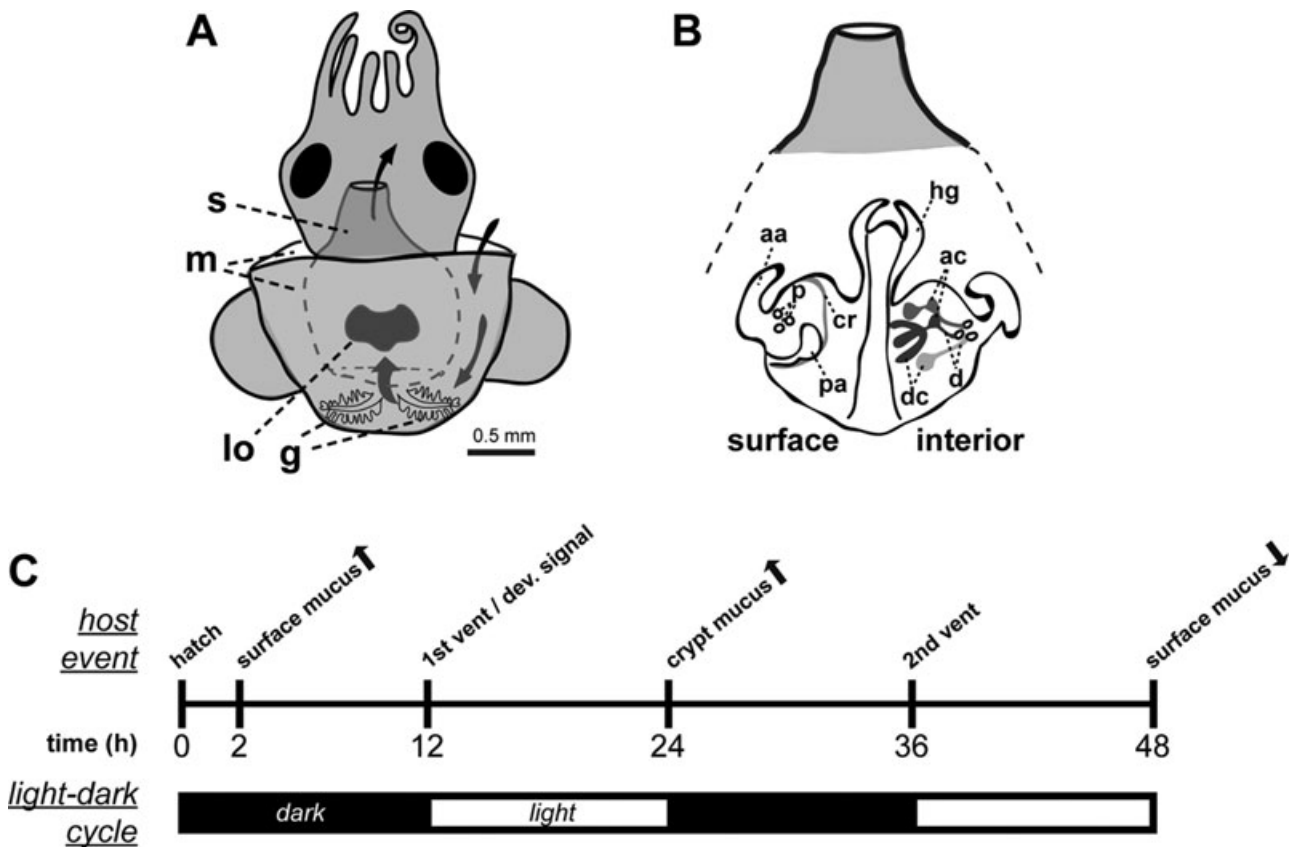 A
s
m
lo
g
0.5 mm
B
hg
aa
ac
p
cr
pa
d
dc
surface
interior
C
host
event
hatch
surface mucus
1st vent / dev. signal
crypt mucus
2nd vent
surface mucus
time (h)
0 2 12 24 36 48
light-dark
cycle
dark
light